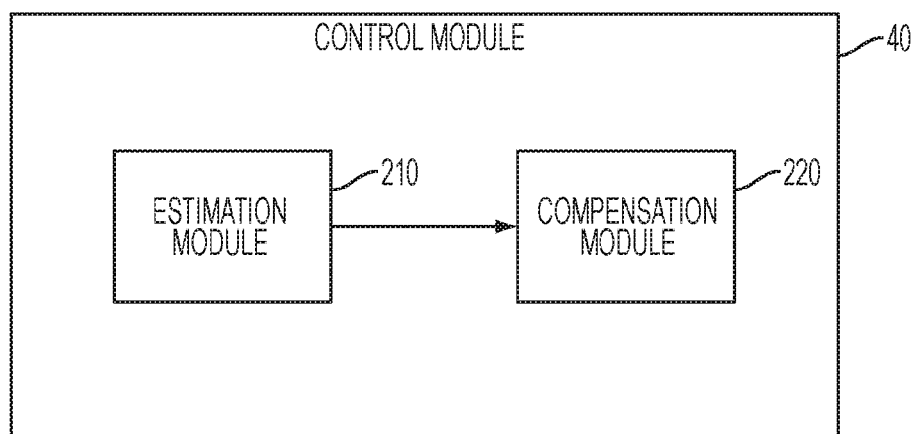 CONTROL MODULE
40
210
220
ESTIMATION
MODULE
COMPENSATION
MODULE